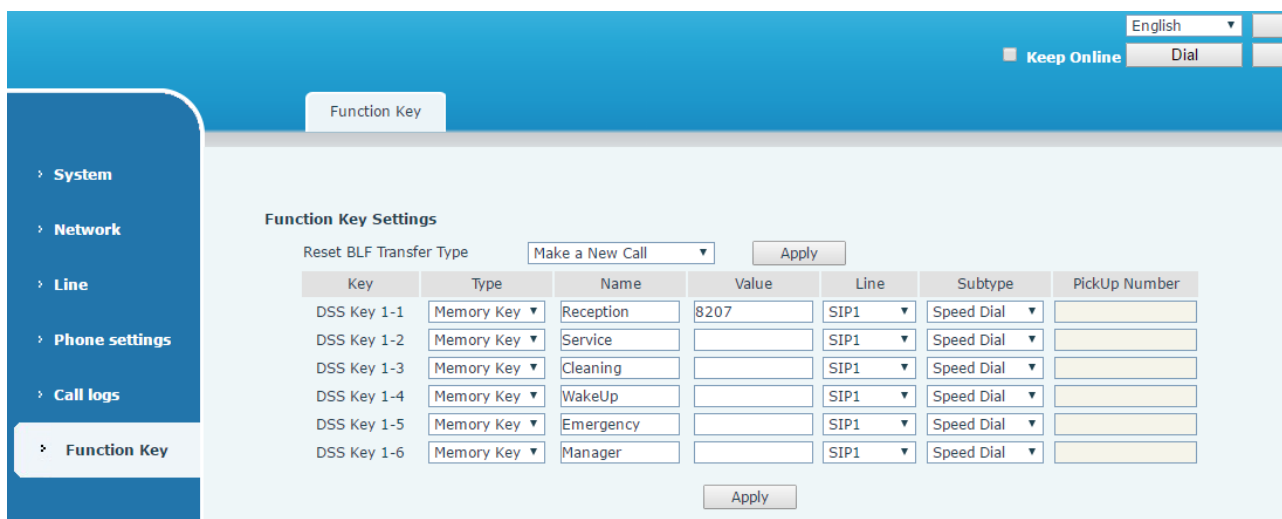 English
Keep Online Dial
Function Key
System
Network
Line
Phone settings
Call logs
Function Key
Function Key Settings
Reset BLF Transfer Type Make a New Call Apply
Key Type Name Value Line Subtype PickUp Number
DSS Key 1-1 Memory Key Reception 8207 SIP1 Speed Dial
DSS Key 1-2 Memory Key Service SIP1 Speed Dial
DSS Key 1-3 Memory Key Cleaning SIP1 Speed Dial
DSS Key 1-4 Memory Key WakeUp SIP1 Speed Dial
DSS Key 1-5 Memory Key Emergency SIP1 Speed Dial
DSS Key 1-6 Memory Key Manager SIP1 Speed Dial
Apply